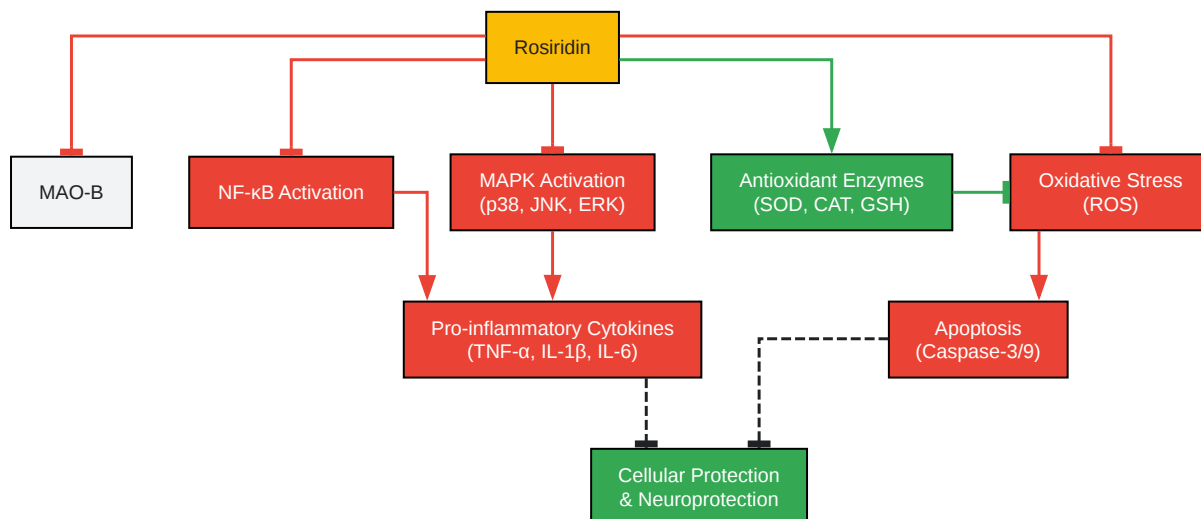 Rosiridin
MAO-B
NF-κB Activation
MAPK Activation
(p38, JNK, ERK)
Antioxidant Enzymes
(SOD, CAT, GSH)
Oxidative Stress
(ROS)
Pro-inflammatory Cytokines
(TNF-α, IL-1β, IL-6)
Apoptosis
(Caspase-3/9)
Cellular Protection
& Neuroprotection